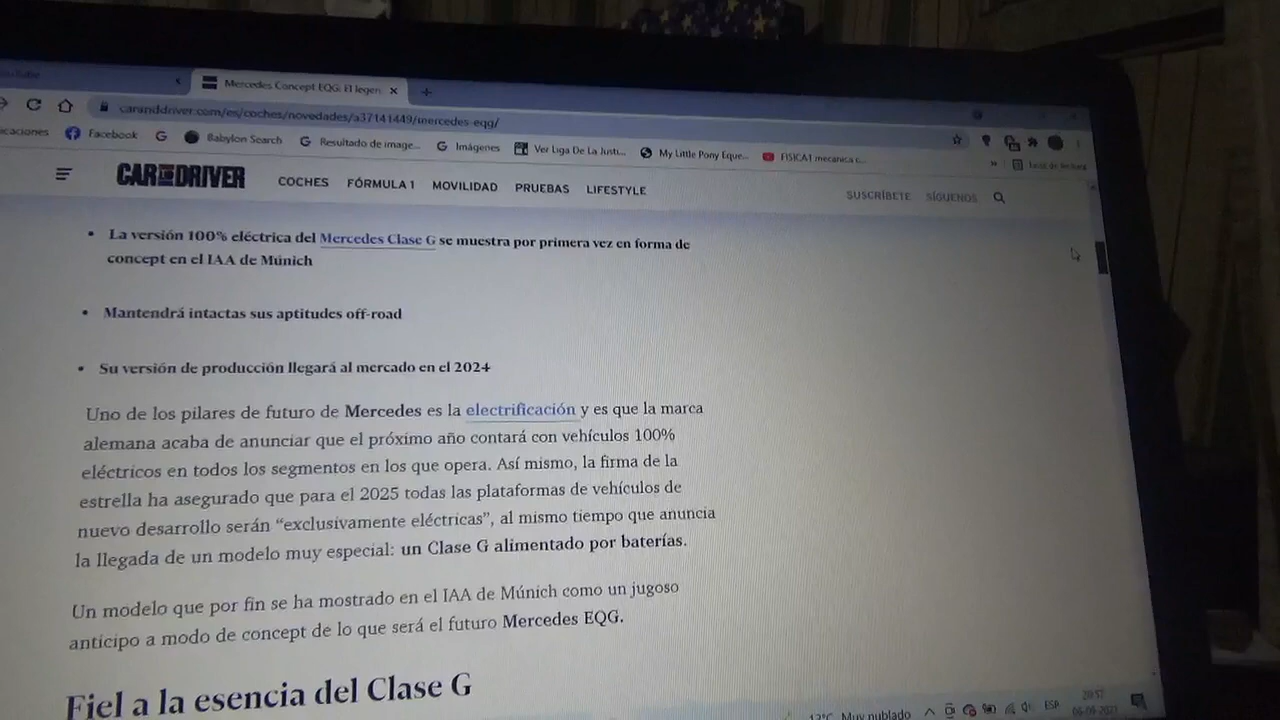 Mercedes Concept EQG: El legen
caranddriver.com/es/coches/novedades/a37141449/mercedes-eqg/
icaciones Facebook Babylon Search Resultado de image... Imágenes Ver Liga De La Justi... My Little Pony Eque... FISICA1 mecanica c...
CAR AND DRIVER COCHES FÓRMULA 1 MOVILIDAD PRUEBAS LIFESTYLE SUSCRÍBETE SÍGUENOS
• La versión 100% eléctrica del Mercedes Clase G se muestra por primera vez en forma de
concept en el IAA de Múnich
• Mantendrá intactas sus aptitudes off-road
• Su versión de producción llegará al mercado en el 2024
Uno de los pilares de futuro de Mercedes es la electrificación y es que la marca
alemana acaba de anunciar que el próximo año contará con vehículos 100%
eléctricos en todos los segmentos en los que opera. Así mismo, la firma de la
estrella ha asegurado que para el 2025 todas las plataformas de vehículos de
nuevo desarrollo serán “exclusivamente eléctricas”, al mismo tiempo que anuncia
la llegada de un modelo muy especial: un Clase G alimentado por baterías.
Un modelo que por fin se ha mostrado en el IAA de Múnich como un jugoso
anticipo a modo de concept de lo que será el futuro Mercedes EQG.
Fiel a la esencia del Clase G
12°C Muy nublado ESP 20:57